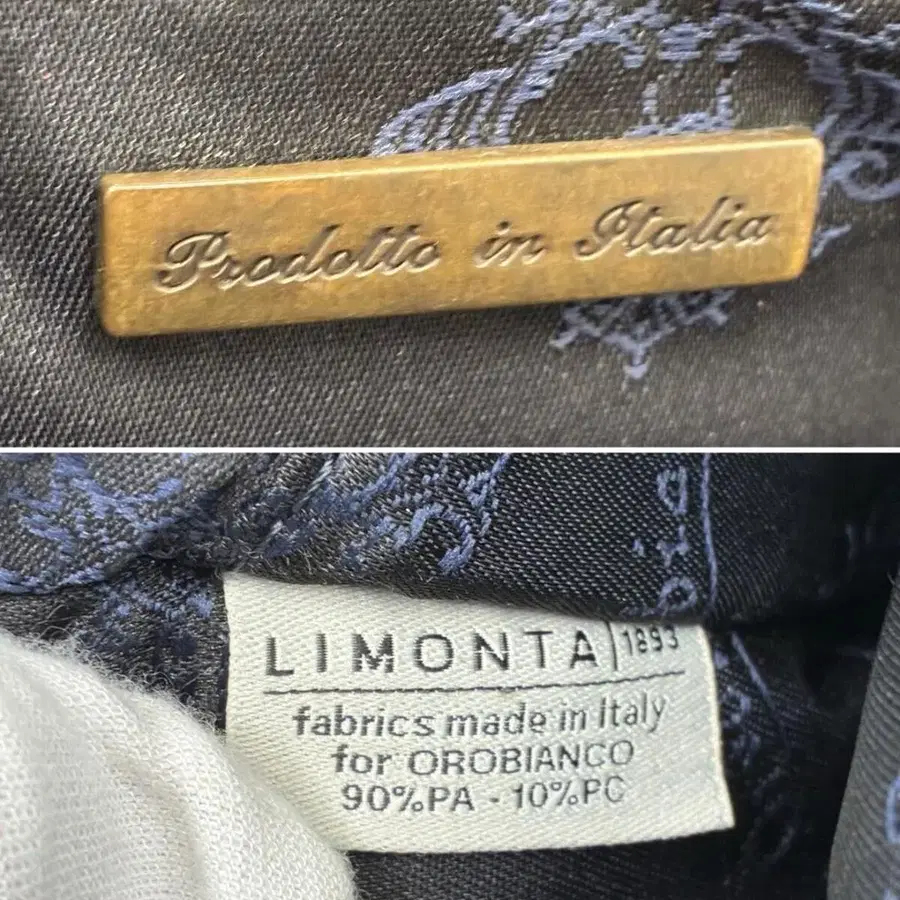 Prodotto in Italia
LIMONTA | 1893
fabrics made in Italy
for OROBIANCO
90%PA - 10%PC